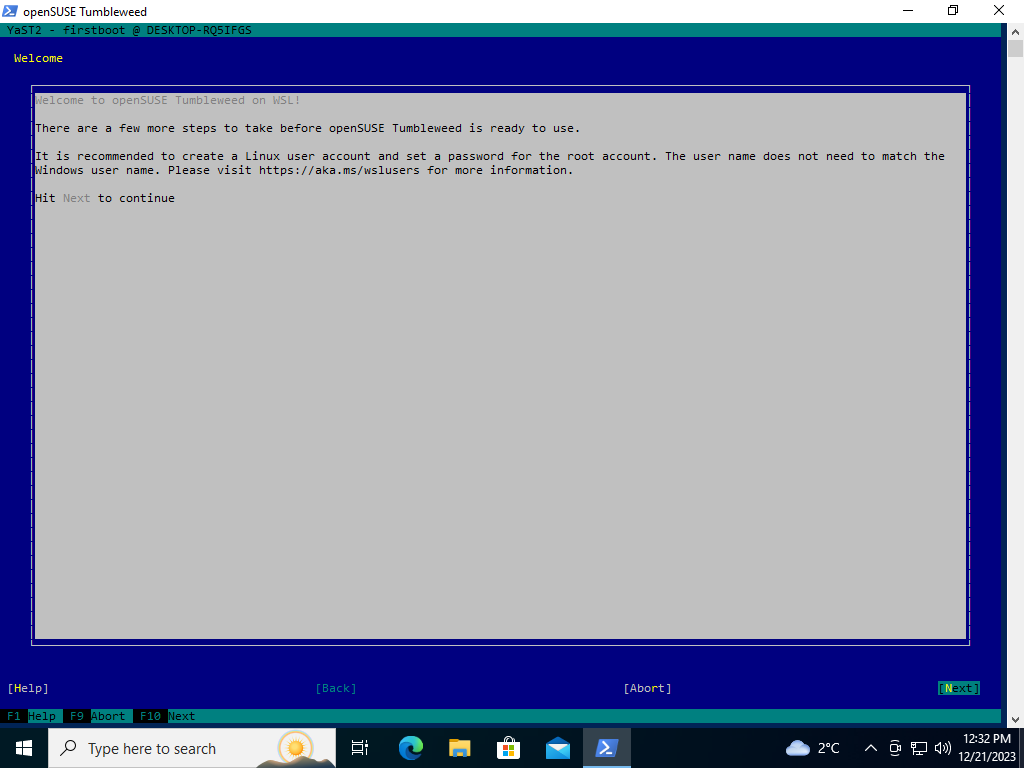 openSUSE Tumbleweed
YaST2 - firstboot @ DESKTOP-RQ5IFGS
Welcome
Welcome to openSUSE Tumbleweed on WSL!
There are a few more steps to take before openSUSE Tumbleweed is ready to use.
It is recommended to create a Linux user account and set a password for the root account. The user name does not need to match the
Windows user name. Please visit https://aka.ms/wslusers for more information.
Hit Next to continue
[Help] [Back] [Abort] [Next]
F1 Help F9 Abort F10 Next
Type here to search
2°C
12:32 PM
12/21/2023